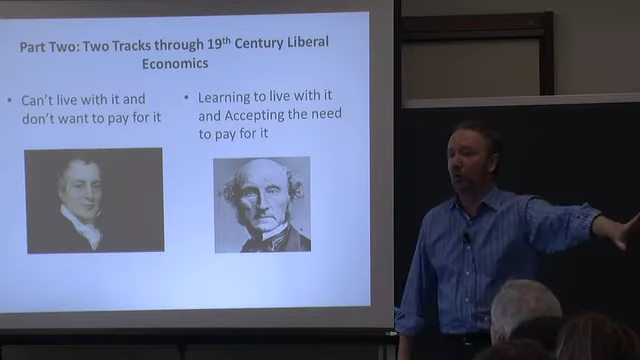 Part Two: Two Tracks through 19th Century Liberal
Economics
• Can't live with it and
don't want to pay for it
• Learning to live with it
and Accepting the need
to pay for it